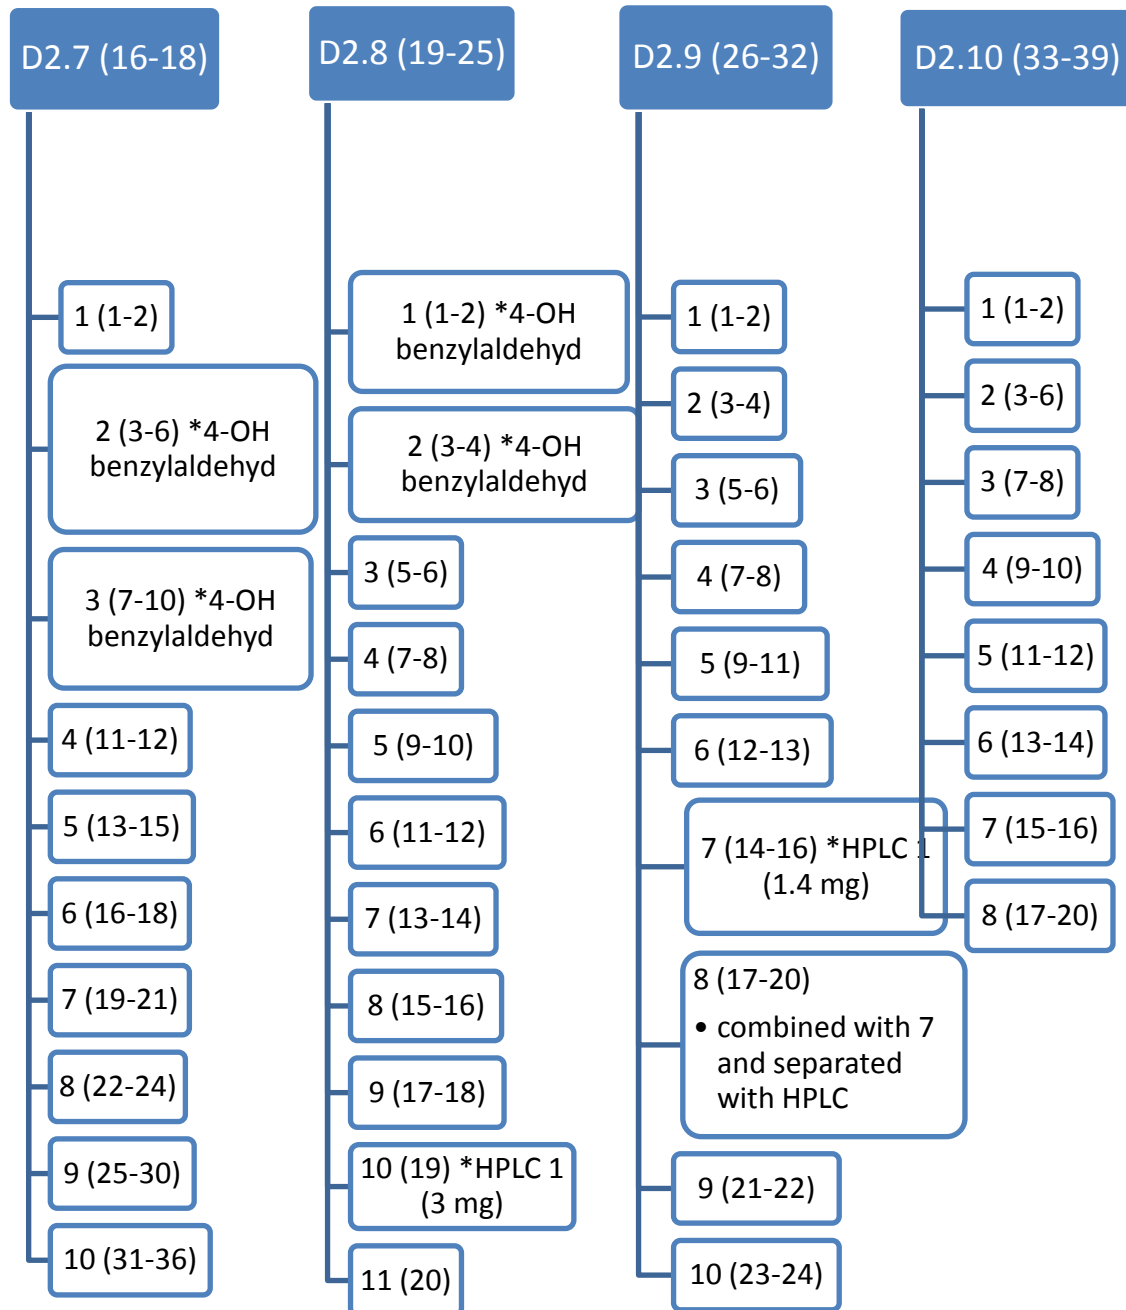 D2.7 (16-18)
1 (1-2)
2 (3-6) *4-OH
benzylaldehyd
3 (7-10) *4-OH
benzylaldehyd
4 (11-12)
5 (13-15)
6 (16-18)
7 (19-21)
8 (22-24)
9 (25-30)
10 (31-36)
D2.8 (19-25)
1 (1-2) *4-OH
benzylaldehyd
2 (3-4) *4-OH
benzylaldehyd
3 (5-6)
4 (7-8)
5 (9-10)
6 (11-12)
7 (13-14)
8 (15-16)
9 (17-18)
10 (19) *HPLC 1
(3 mg)
11 (20)
D2.9 (26-32)
1 (1-2)
2 (3-4)
3 (5-6)
4 (7-8)
5 (9-11)
6 (12-13)
7 (14-16) *HPLC 1
(1.4 mg)
8 (17-20)
• combined with 7
and separated
with HPLC
9 (21-22)
10 (23-24)
D2.10 (33-39)
1 (1-2)
2 (3-6)
3 (7-8)
4 (9-10)
5 (11-12)
6 (13-14)
7 (15-16)
8 (17-20)